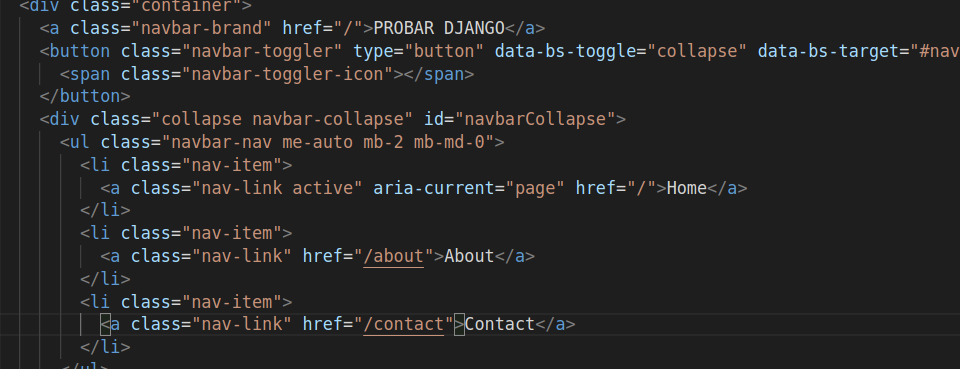 <div class="container">
<a class="navbar-brand" href="/">PROBAR DJANGO</a>
<button class="navbar-toggler" type="button" data-bs-toggle="collapse" data-bs-target="#nav
<span class="navbar-toggler-icon"></span>
</button>
<div class="collapse navbar-collapse" id="navbarCollapse">
<ul class="navbar-nav me-auto mb-2 mb-md-0">
<li class="nav-item">
<a class="nav-link active" aria-current="page" href="/">Home</a>
</li>
<li class="nav-item">
<a class="nav-link" href="/about">About</a>
</li>
<li class="nav-item">
<a class="nav-link" href="/contact">Contact</a>
</li>
</ul>